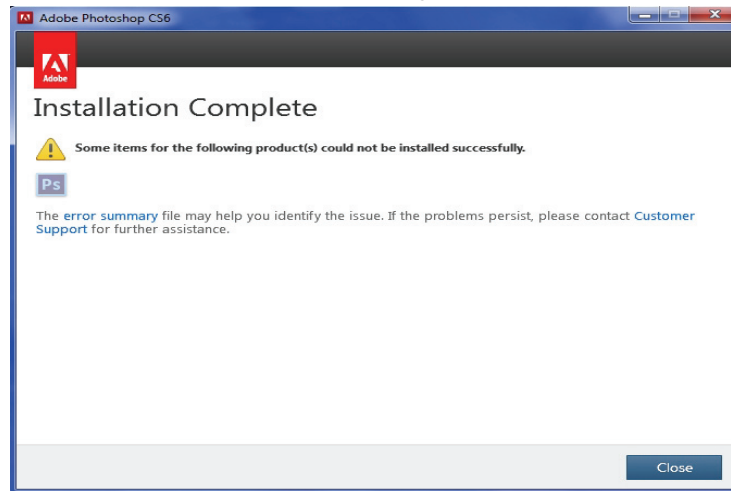 Adobe Photoshop CS6
Adobe
Installation Complete
Some items for the following product(s) could not be installed successfully.
Ps
The error summary file may help you identify the issue. If the problems persist, please contact Customer
Support for further assistance.
Close